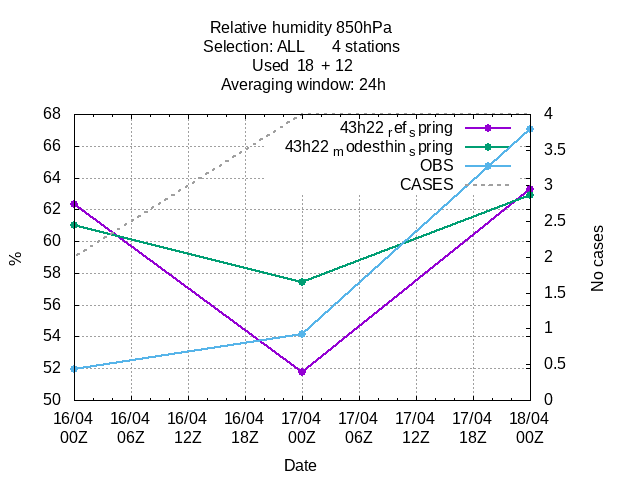 Relative humidity 850hPa
Selection: ALL      4 stations
Used  18  + 12
Averaging window: 24h
68
66
64
62
60
58
56
54
52
50
%
4
3.5
3
2.5
2
1.5
1
0.5
0
No cases
43h22 ref spring
43h22 modesthin spring
OBS
CASES
16/04 16/04 16/04 16/04 17/04 17/04 17/04 17/04 18/04
00Z 06Z 12Z 18Z 00Z 06Z 12Z 18Z 00Z
Date